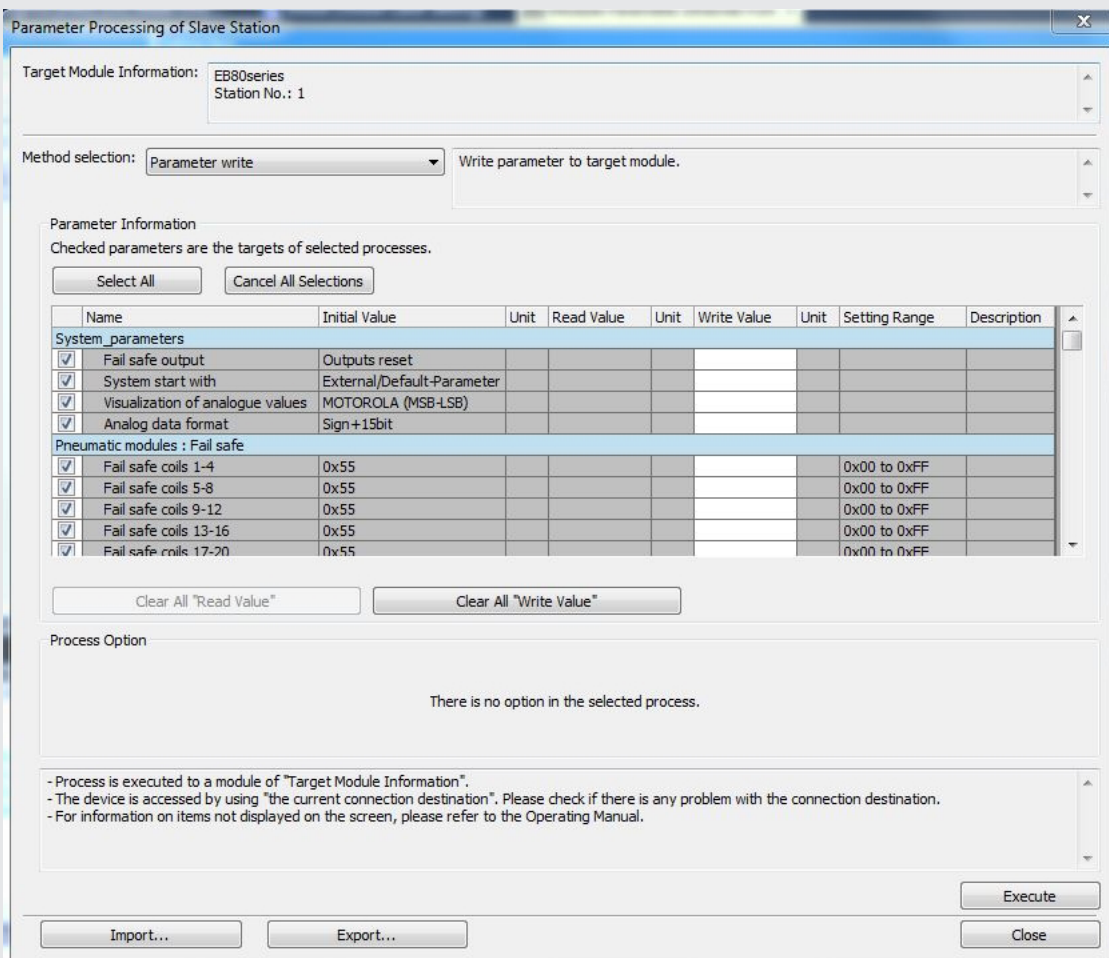 Parameter Processing of Slave Station
x
Target Module Information: EB80series
Station No.: 1
Method selection: Parameter write Write parameter to target module.
Parameter Information
Checked parameters are the targets of selected processes.
Select All Cancel All Selections
Name Initial Value Unit Read Value Unit Write Value Unit Setting Range Description
System_parameters
Fail safe output Outputs reset
System start with External/Default-Parameter
Visualization of analogue values MOTOROLA (MSB-LSB)
Analog data format Sign+15bit
Pneumatic modules : Fail safe
Fail safe coils 1-4 0x55 0x00 to 0xFF
Fail safe coils 5-8 0x55 0x00 to 0xFF
Fail safe coils 9-12 0x55 0x00 to 0xFF
Fail safe coils 13-16 0x55 0x00 to 0xFF
Fail safe coils 17-20 0x55 0x00 to 0xFF
Clear All "Read Value" Clear All "Write Value"
Process Option
There is no option in the selected process.
- Process is executed to a module of "Target Module Information".
- The device is accessed by using "the current connection destination". Please check if there is any problem with the connection destination.
- For information on items not displayed on the screen, please refer to the Operating Manual.
Execute
Import... Export... Close